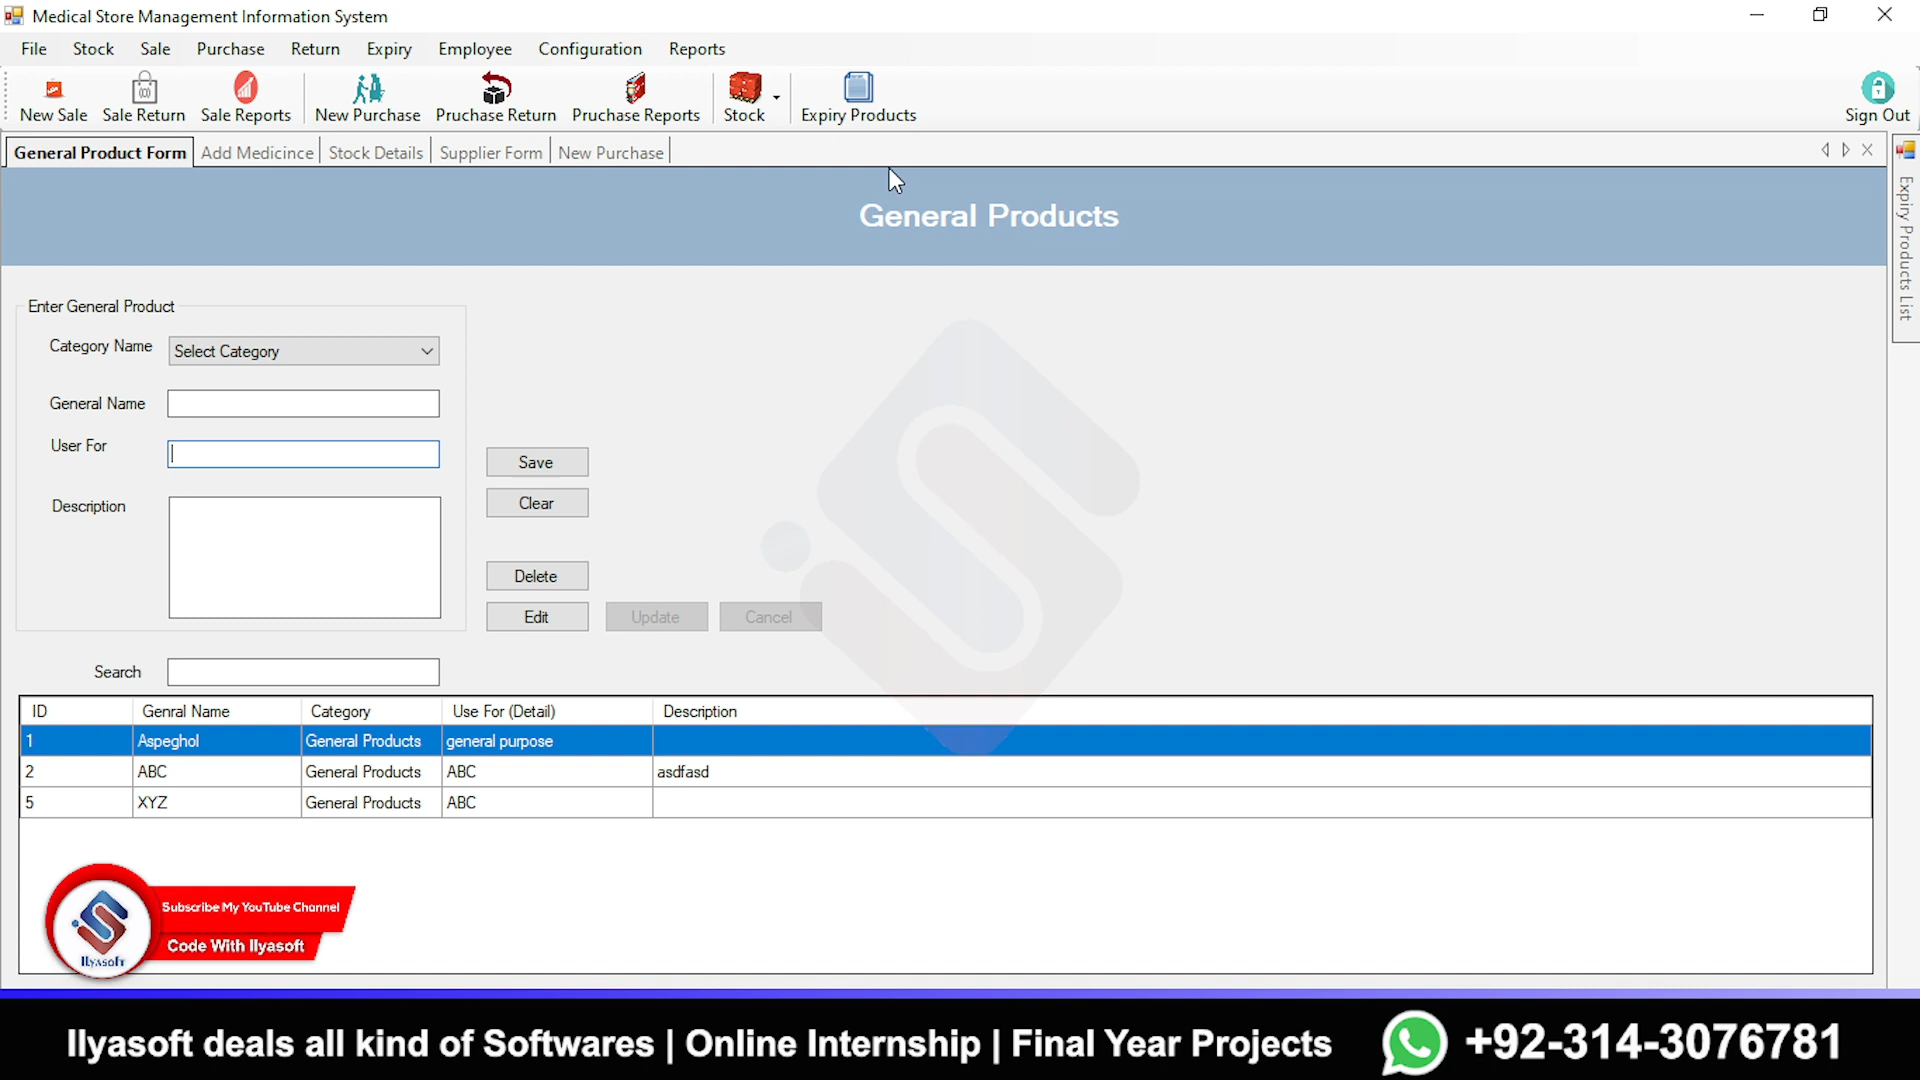 Medical Store Management Information System
File Stock Sale Purchase Return Expiry Employee Configuration Reports
New Sale Sale Return Sale Reports New Purchase Pruchase Return Pruchase Reports Stock Expiry Products Sign Out
General Product Form Add Medicince Stock Details Supplier Form New Purchase
Expiry Products List
General Products
Enter General Product
Category Name Select Category
General Name
User For
Save
Clear
Description
Delete
Edit Update Cancel
Search
ID Genral Name Category Use For (Detail) Description
1 Aspeghol General Products general purpose
2 ABC General Products ABC asdfasd
5 XYZ General Products ABC
Subscribe My YouTube Channel
Code With Ilyasoft
Ilyasoft
Ilyasoft deals all kind of Softwares | Online Internship | Final Year Projects +92-314-3076781